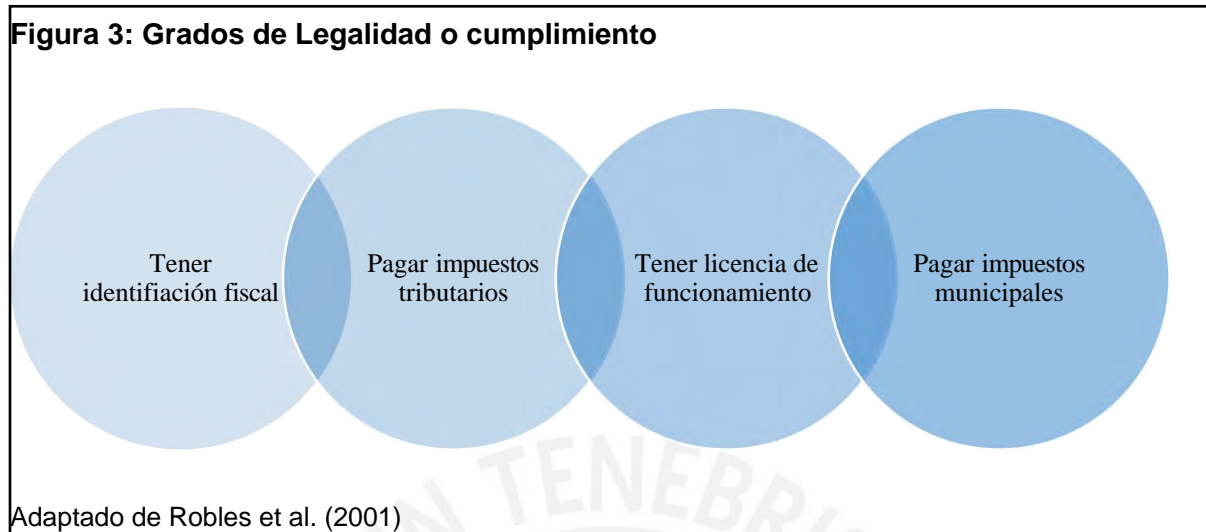 Figura 3: Grados de Legalidad o cumplimiento
Tener
identifiación fiscal
Pagar impuestos
tributarios
Tener licencia de
funcionamiento
Pagar impuestos
municipales
TENEBRIS
Adaptado de Robles et al. (2001)